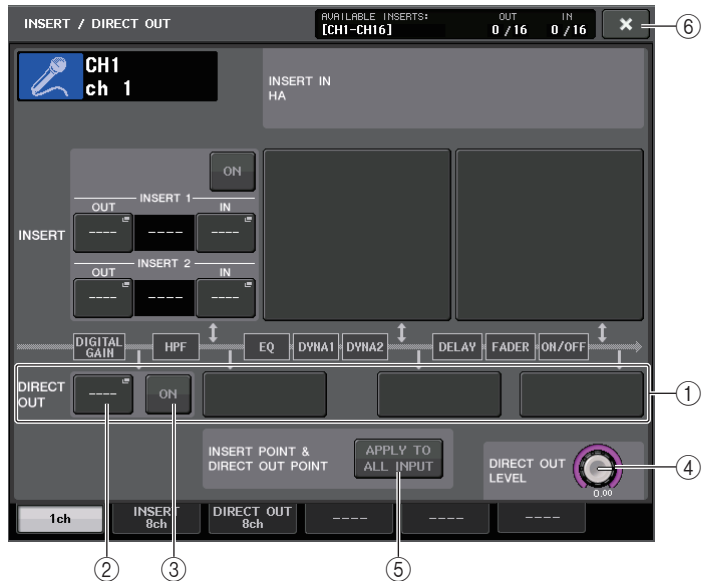 INSERT / DIRECT OUT
AVAILABLE INSERTS: OUT IN
[CH1-CH16] 0 /16 0 /16
×
⑥
CH1
ch 1
INSERT IN
HA
ON
INSERT 1
OUT IN
INSERT
---- ---- ----
INSERT 2
OUT IN
---- ---- ----
DIGITAL GAIN HPF EQ DYNA1 DYNA2 DELAY FADER ON/OFF
DIRECT OUT
---- ON
①
INSERT POINT &
DIRECT OUT POINT
APPLY TO
ALL INPUT
DIRECT OUT
LEVEL
0.00
④
1ch
INSERT
8ch
DIRECT OUT
8ch
---- ---- ----
② ③ ⑤